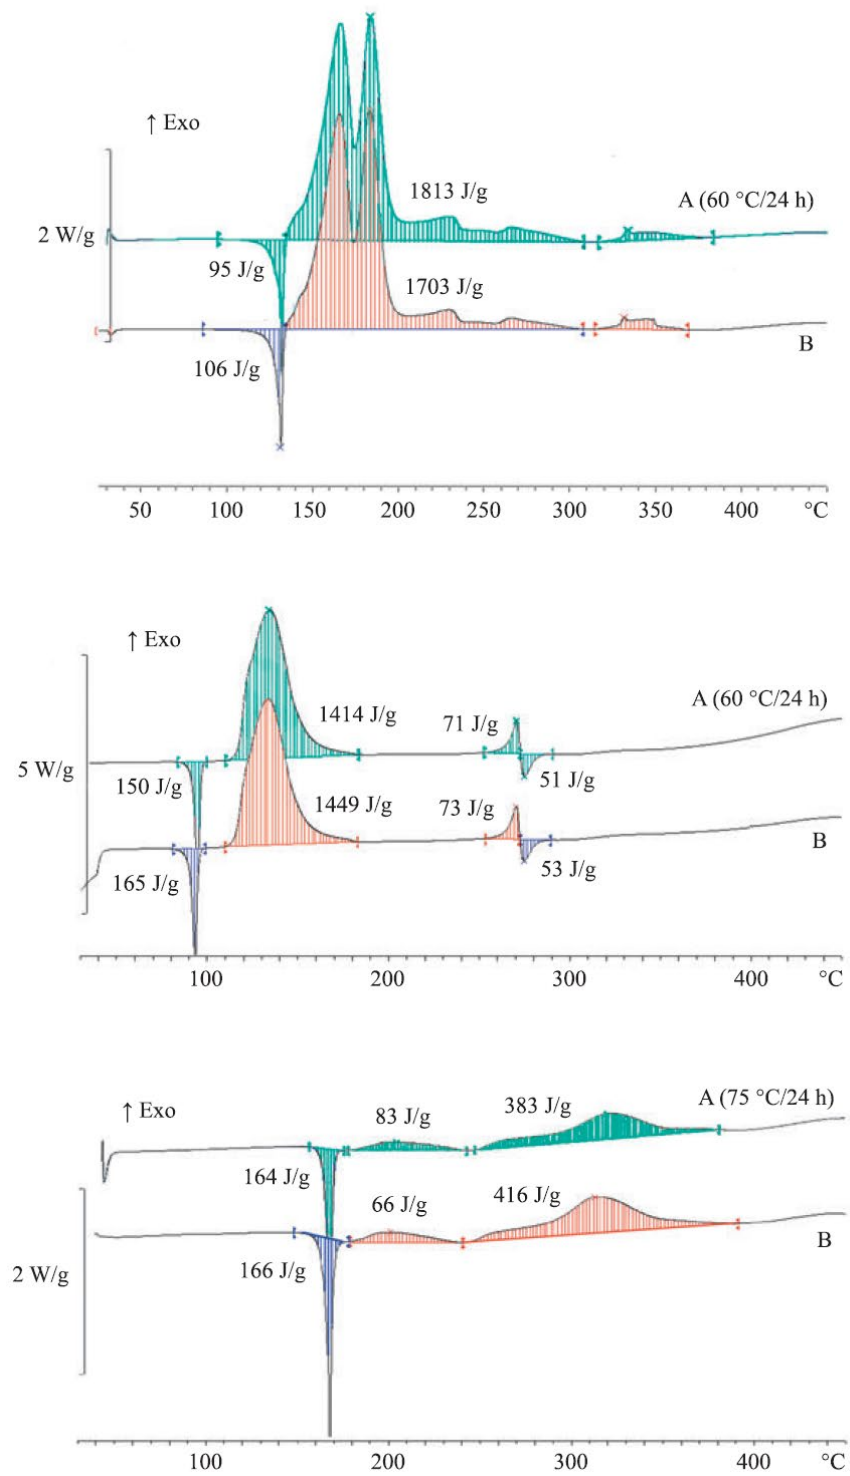 ↑ Exo
1813 J/g
A (60 °C/24 h)
2 W/g
95 J/g
1703 J/g
B
106 J/g
50 100 150 200 250 300 350 400 °C
↑ Exo
A (60 °C/24 h)
1414 J/g
71 J/g
5 W/g
150 J/g
51 J/g
1449 J/g
73 J/g
B
165 J/g
53 J/g
100 200 300 400 °C
↑ Exo
A (75 °C/24 h)
83 J/g
383 J/g
164 J/g
66 J/g
416 J/g
B
166 J/g
2 W/g
100 200 300 400 °C